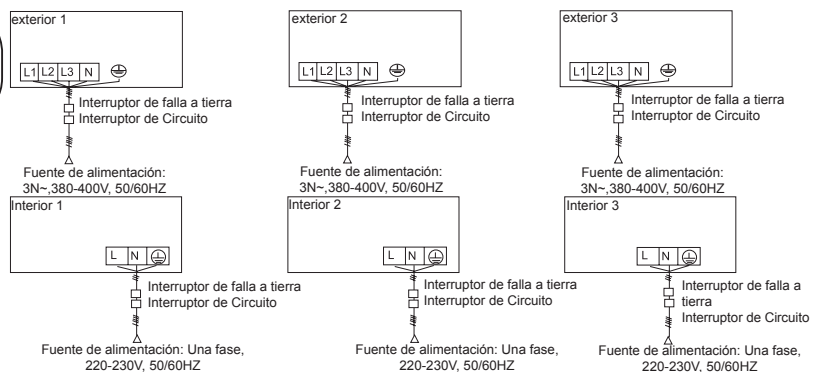 exterior 1
L1 L2 L3 N
Interruptor de falla a tierra
Interruptor de Circuito
Fuente de alimentación:
3N~,380-400V, 50/60HZ
exterior 2
L1 L2 L3 N
Interruptor de falla a tierra
Interruptor de Circuito
Fuente de alimentación:
3N~,380-400V, 50/60HZ
exterior 3
L1 L2 L3 N
Interruptor de falla a tierra
Interruptor de Circuito
Fuente de alimentación:
3N~,380-400V, 50/60HZ
Interior 1
L N
Interruptor de falla a tierra
Interruptor de Circuito
Fuente de alimentación: Una fase,
220-230V, 50/60HZ
Interior 2
L N
Interruptor de falla a tierra
Interruptor de Circuito
Fuente de alimentación: Una fase,
220-230V, 50/60HZ
Interior 3
L N
Interruptor de falla a
tierra
Interruptor de Circuito
Fuente de alimentación: Una fase,
220-230V, 50/60HZ